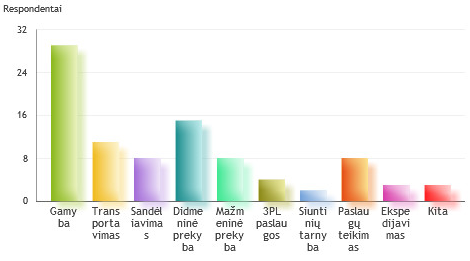 Respondentai
32
24
16
8
0
Gamy
ba
Trans
porta
vimas
Sandėl
iavima
s
Didme
ninė
preky
ba
Mažm
eninė
preky
ba
3PL
paslau
gos
Siunti
nių
tarny
ba
Paslau
gų
teikim
as
Ekspe
dijavi
mas
Kita